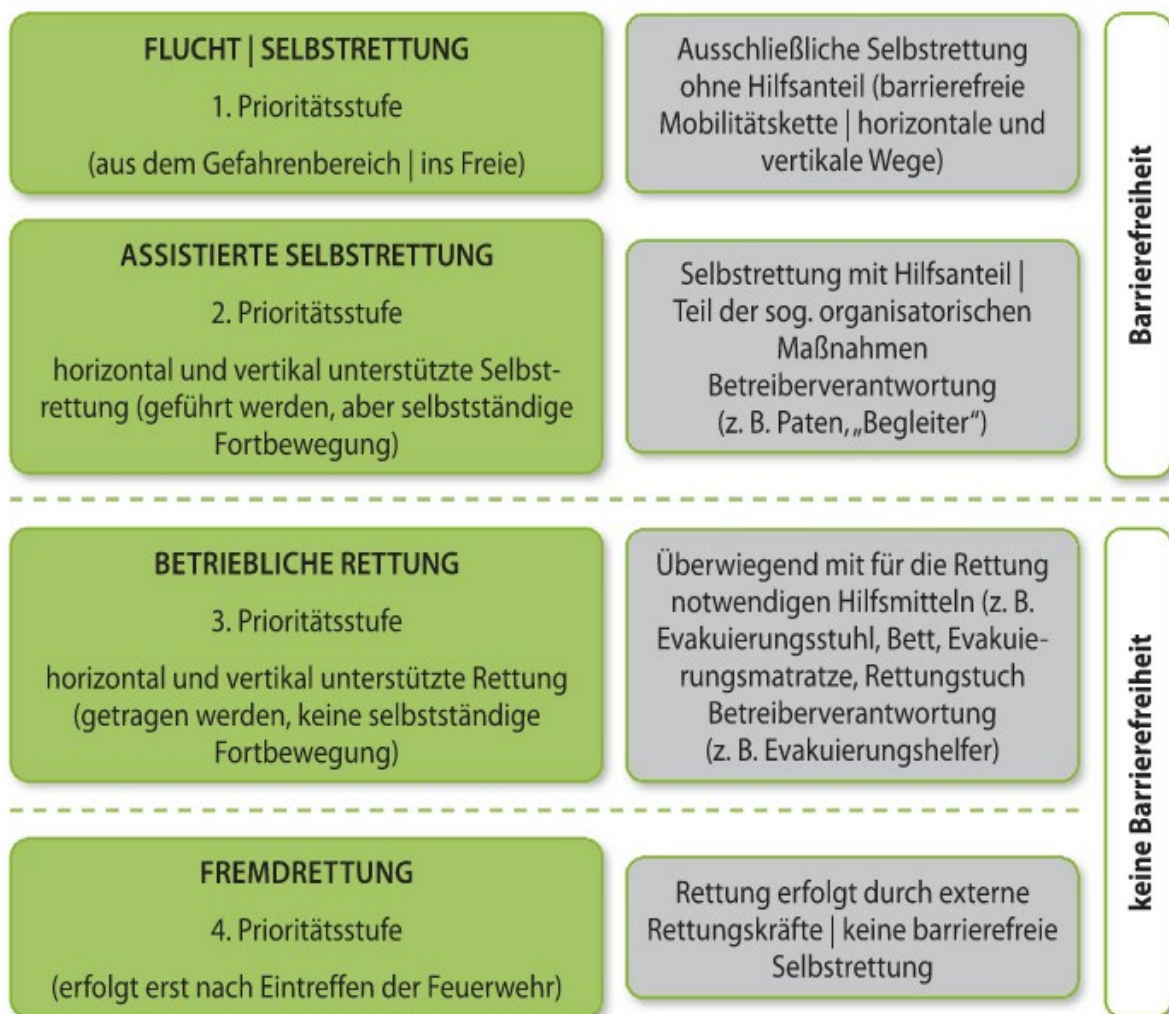 FLUCHT | SELBSTRETTUNG
1. Prioritätsstufe
(aus dem Gefahrenbereich | ins Freie)
Ausschließliche Selbstrettung
ohne Hilfsanteil (barrierefreie
Mobilitätskette | horizontale und
vertikale Wege)
ASSISTIERTE SELBSTRETTUNG
2. Prioritätsstufe
horizontal und vertikal unterstützte Selbst-
rettung (geführt werden, aber selbstständige
Fortbewegung)
Selbstrettung mit Hilfsanteil |
Teil der sog. organisatorischen
Maßnahmen
Betreiberverantwortung
(z. B. Paten, „Begleiter“)
Barrierefreiheit
BETRIEBLICHE RETTUNG
3. Prioritätsstufe
horizontal und vertikal unterstützte Rettung
(getragen werden, keine selbstständige
Fortbewegung)
Überwiegend mit für die Rettung
notwendigen Hilfsmitteln (z. B.
Evakuierungsstuhl, Bett, Evakuie-
rungsmatratze, Rettungstuch
Betreiberverantwortung
(z. B. Evakuierungshelfer)
FREMDRETTUNG
4. Prioritätsstufe
(erfolgt erst nach Eintreffen der Feuerwehr)
Rettung erfolgt durch externe
Rettungskräfte | keine barrierefreie
Selbstrettung
keine Barrierefreiheit